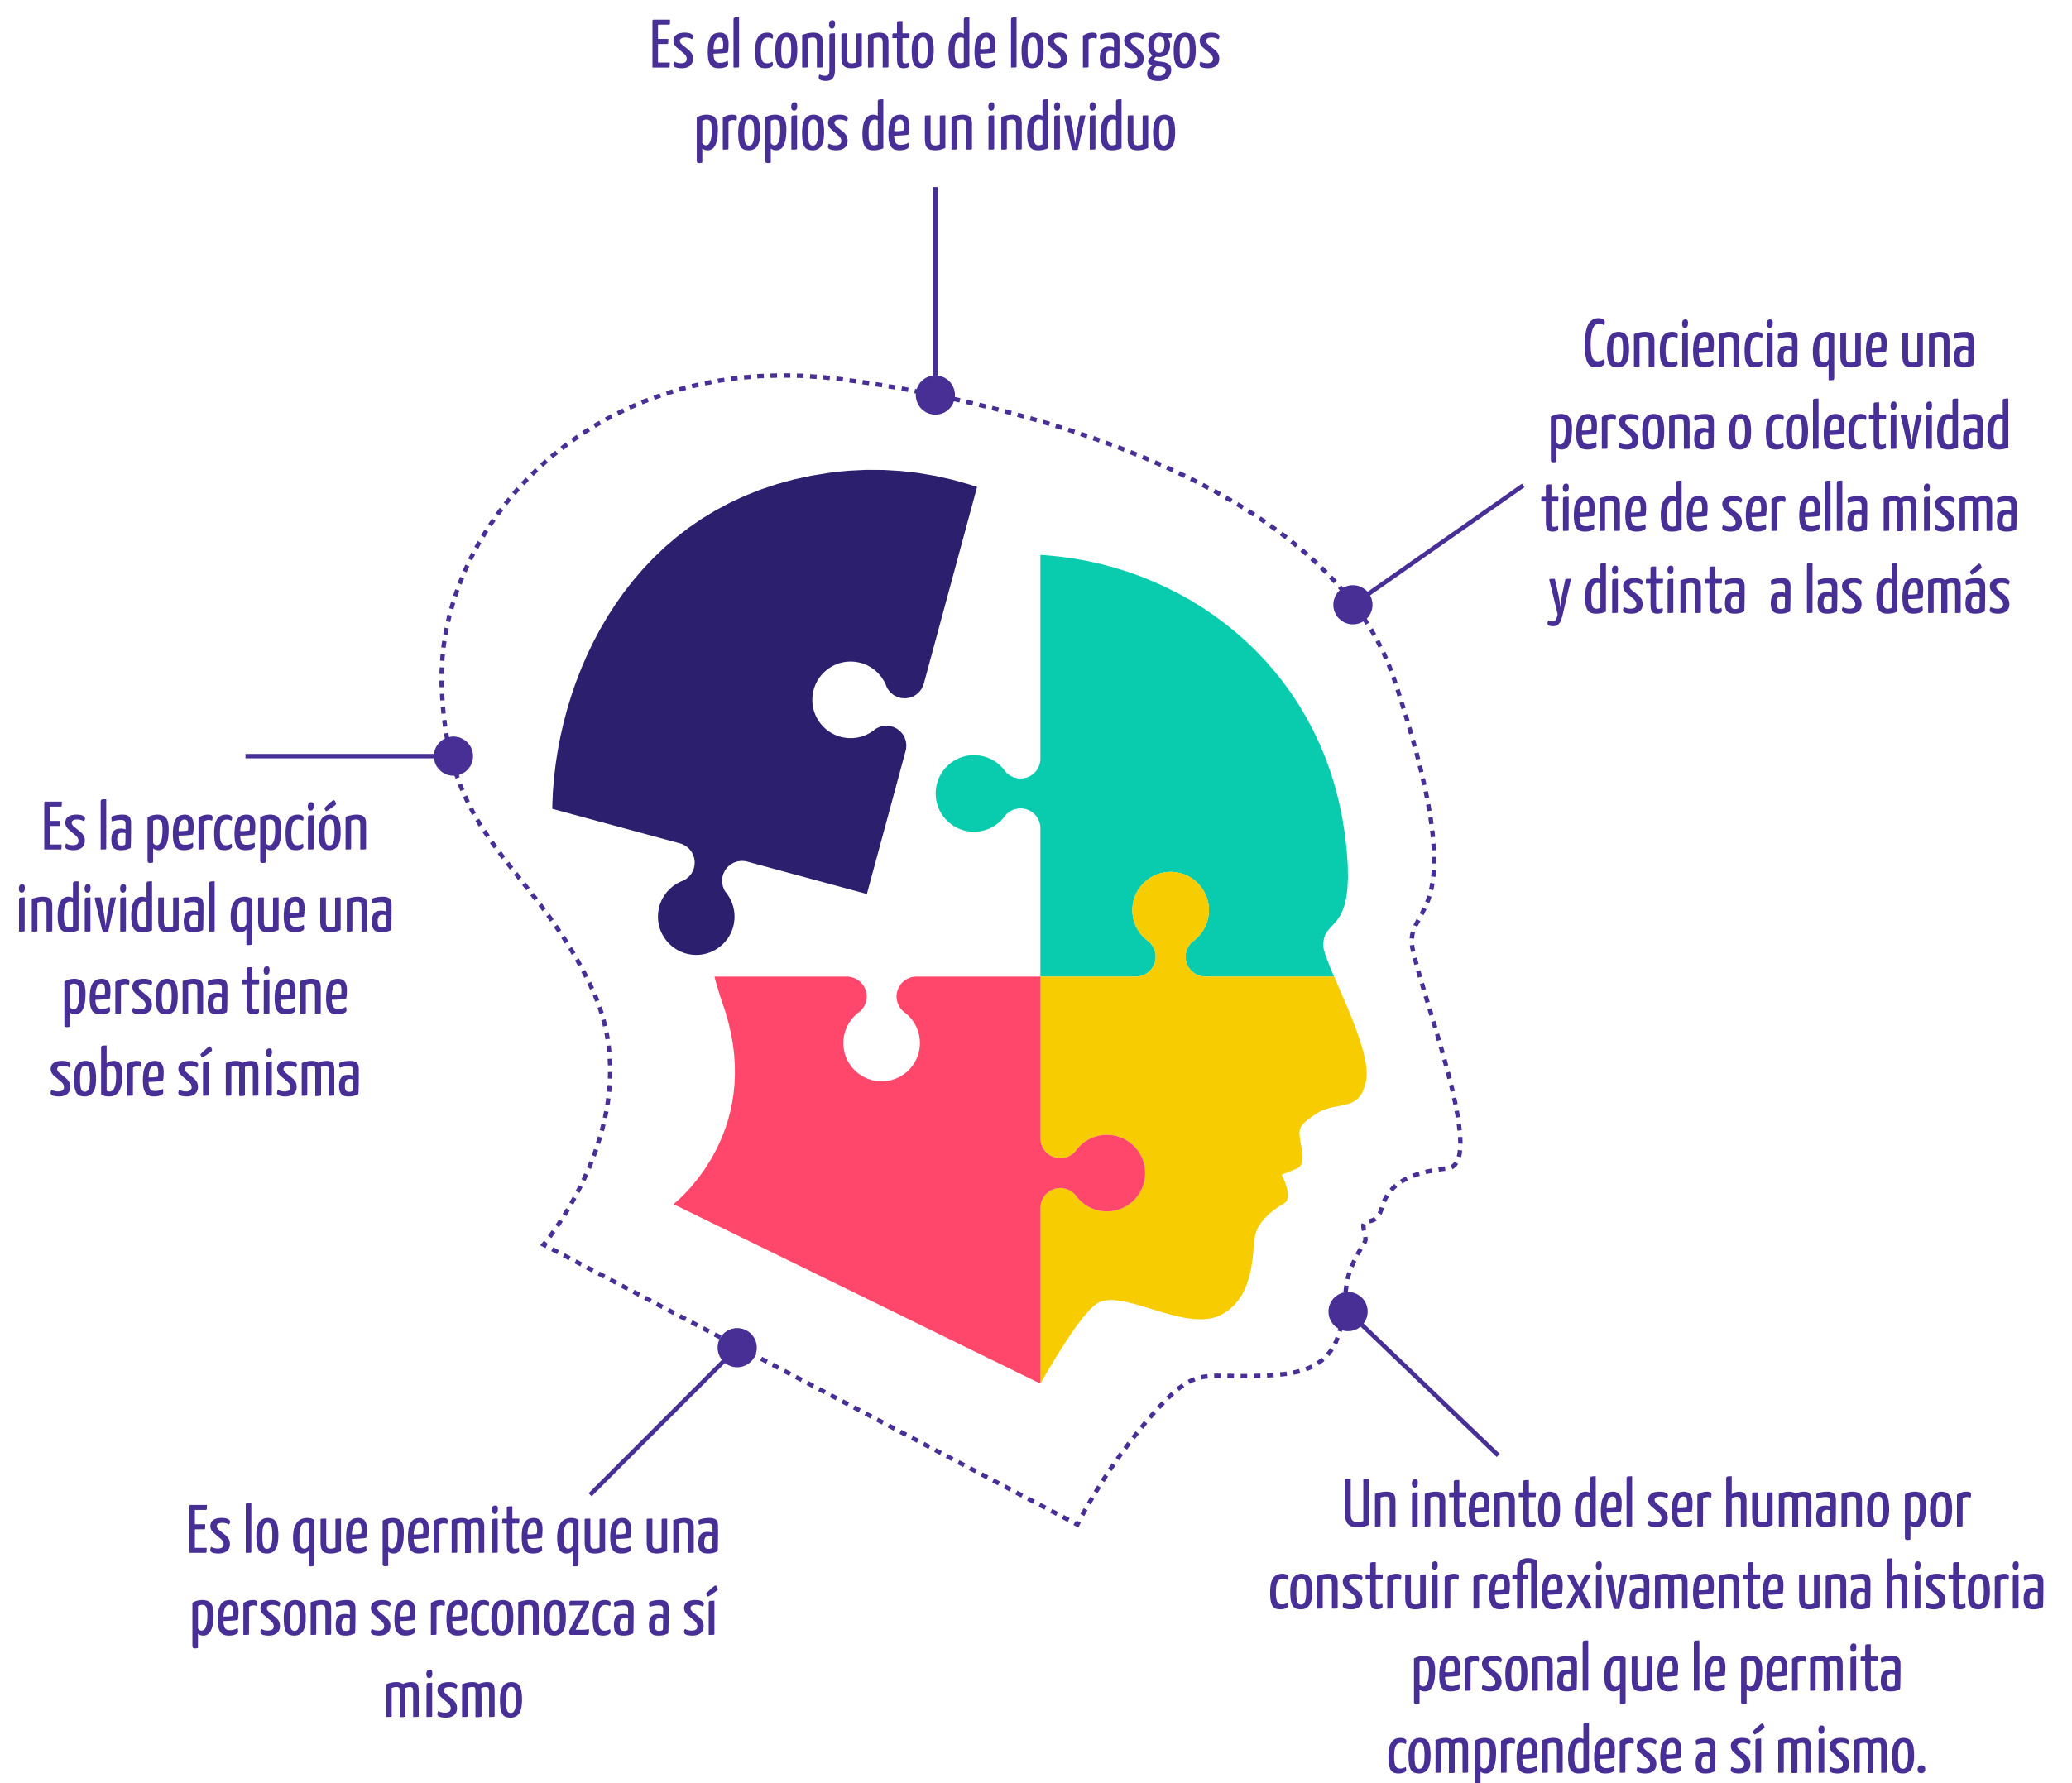 Es el conjunto de los rasgos
propios de un individuo
Conciencia que una
persona o colectividad
tiene de ser ella misma
y distinta  a las demás
Es la percepción
individual que una
persona tiene
sobre sí misma
Es lo que permite que una
persona se reconozca a sí
mismo
Un intento del ser humano por
construir reflexivamente una historia
personal que le permita
comprenderse a sí mismo.